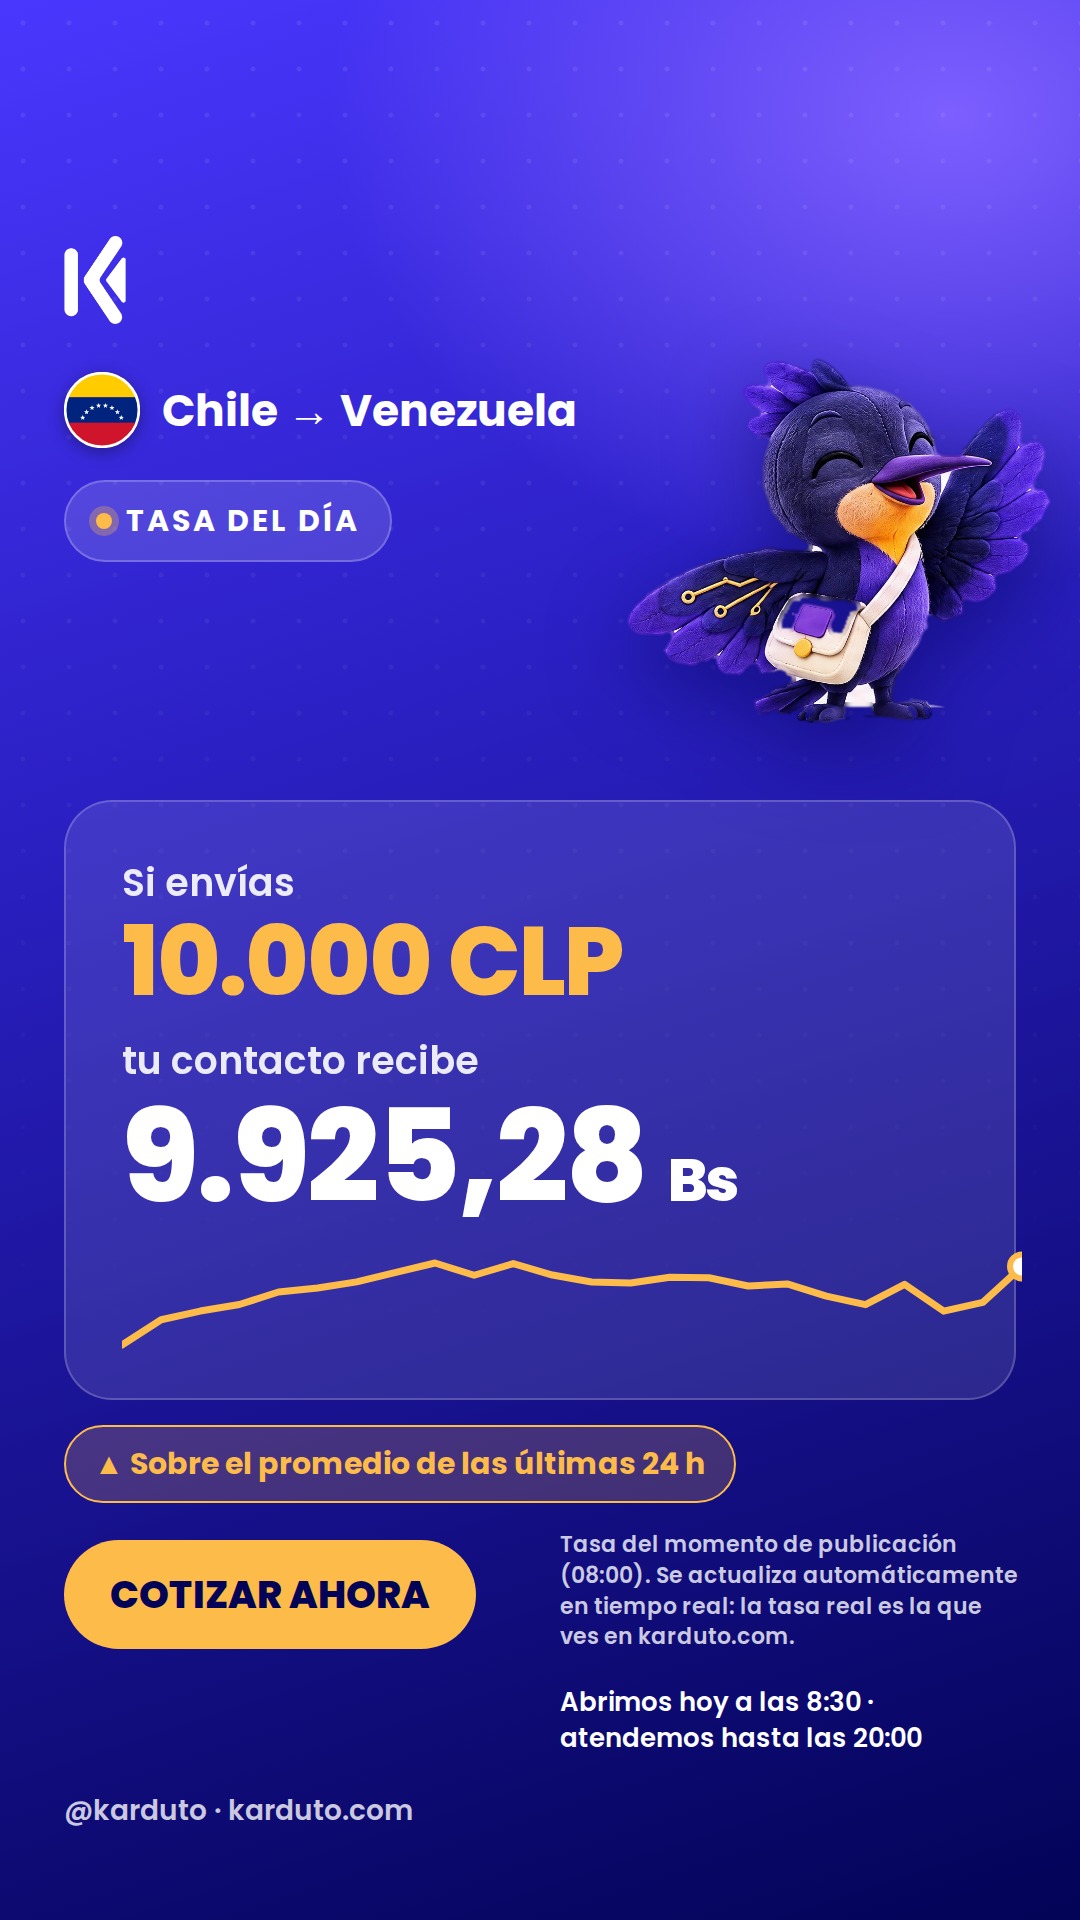 Chile → Venezuela
TASA DEL DÍA
Si envías
10.000 CLP
tu contacto recibe
9.925,28 Bs
▲ Sobre el promedio de las últimas 24 h
COTIZAR AHORA
Tasa del momento de publicación
(08:00). Se actualiza automáticamente
en tiempo real: la tasa real es la que
ves en karduto.com.
Abrimos hoy a las 8:30 ·
atendemos hasta las 20:00
@karduto · karduto.com